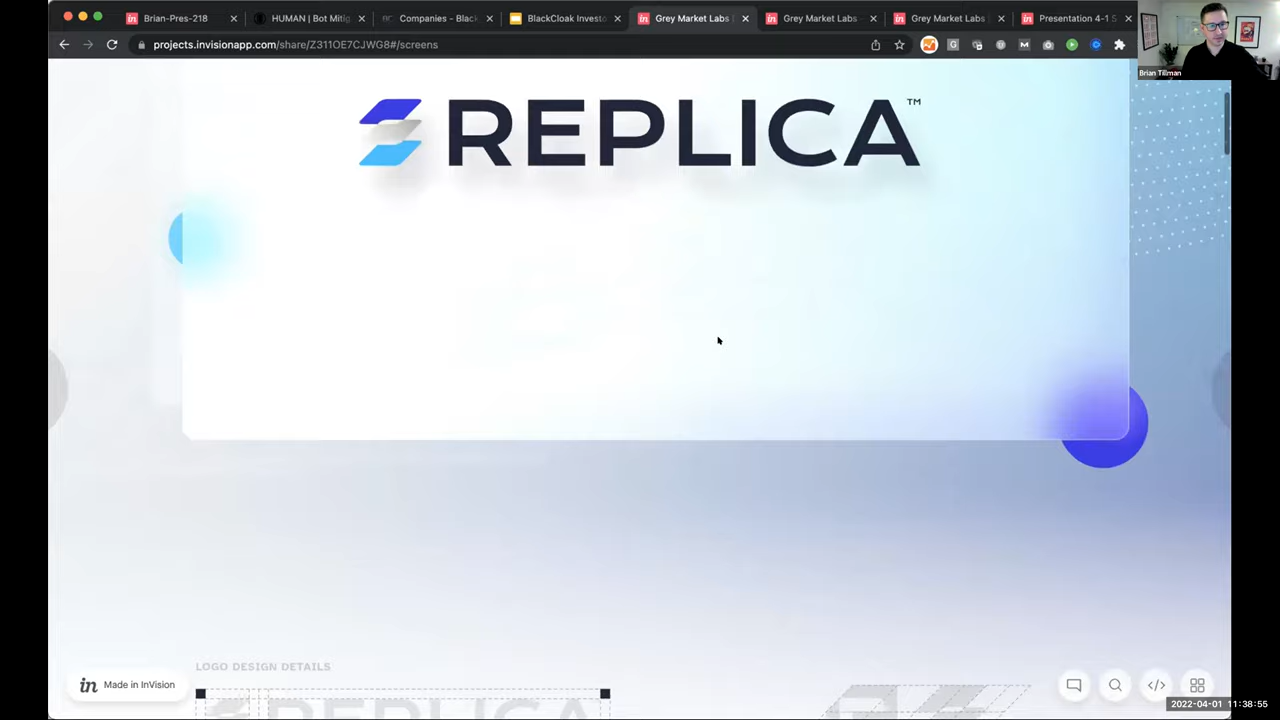 Brian-Pres-218
HUMAN | Bot Mitig
Companies - Black
BlackCloak Investo
Grey Market Labs
Grey Market Labs
Grey Market Labs
Presentation 4-1 S
projects.invisionapp.com/share/Z311OE7CJWG8#/screens
Brian Tillman
REPLICA™
LOGO DESIGN DETAILS
REPLICA
in Made in InVision
2022-04-01 11:38:55